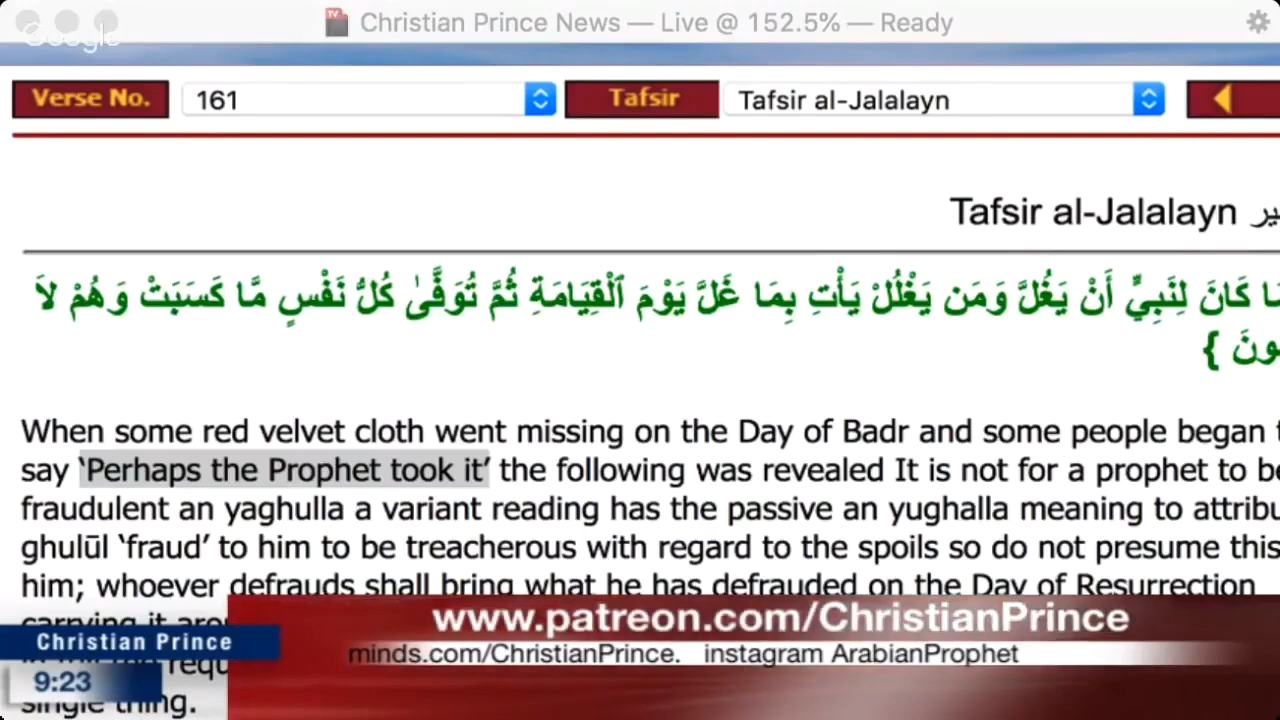 Christian Prince News — Live @ 152.5% — Ready
Google
Verse No.
161
Tafsir
Tafsir al-Jalalayn
Tafsir al-Jalalayn
كَانَ لِنَبِيٍّ أَنْ يَغُلَّ وَمَن يَغْلُلْ يَأْتِ بِمَا غَلَّ يَوْمَ ٱلْقِيَامَةِ ثُمَّ تُوَفَّىٰ كُلُّ نَفْسٍ مَّا كَسَبَتْ وَهُمْ لاَ
}
When some red velvet cloth went missing on the Day of Badr and some people began
say ‘Perhaps the Prophet took it’ the following was revealed It is not for a prophet to
fraudulent an yaghulla a variant reading has the passive an yughalla meaning to
ghulūl ‘fraud’ to him to be treacherous with regard to the spoils so do not presume this
him; whoever defrauds shall bring what he has defrauded on the Day of Resurrection
carrying it
single thing.
www.patreon.com/ChristianPrince
Christian Prince
minds.com/ChristianPrince. instagram ArabianProphet
9:23